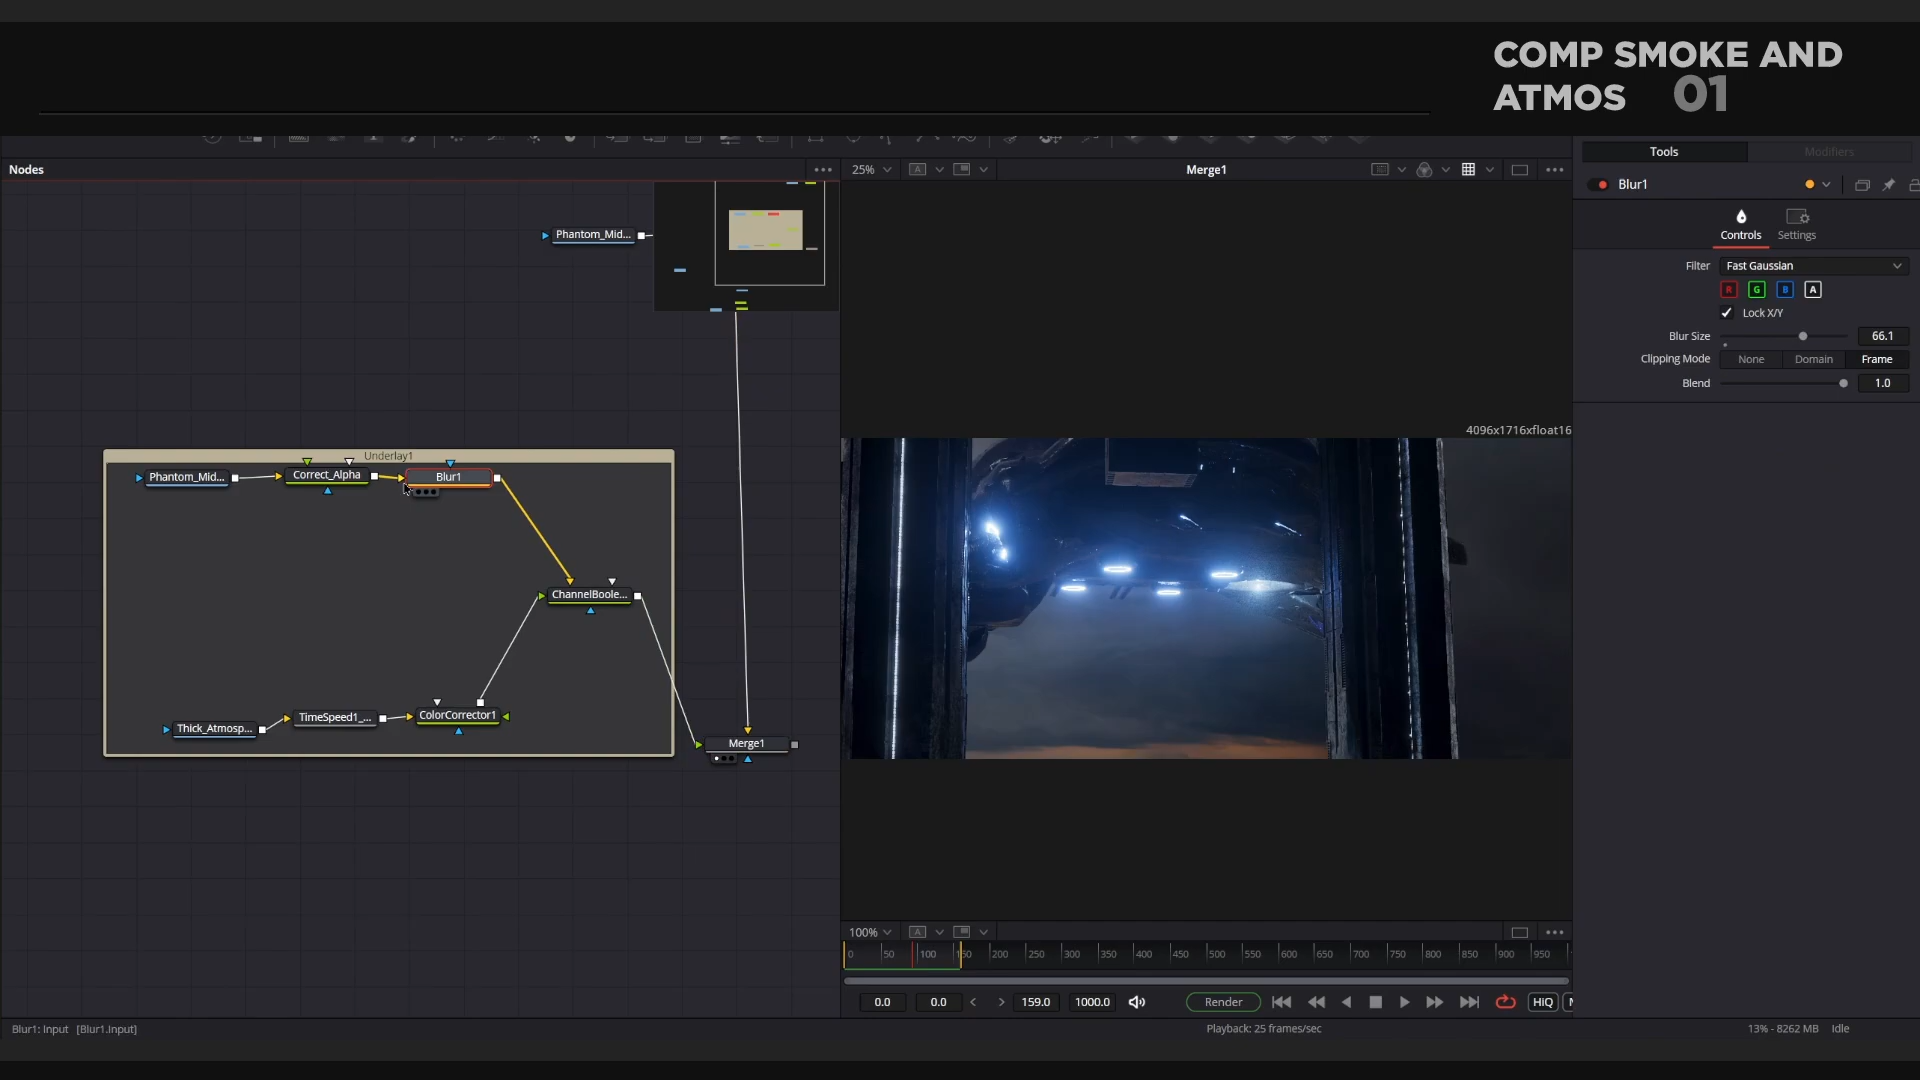 COMP SMOKE AND
ATMOS 01
Nodes
25%
A
Merge1
Tools
Modifiers
Blur1
Controls
Settings
Filter
Fast Gaussian
R
G
B
A
Lock X/Y
Blur Size
66.1
Clipping Mode
None
Domain
Frame
Blend
1.0
Phantom_Mid...
4096x1716xfloat16
Underlay1
Phantom_Mid...
Correct_Alpha
Blur1
ChannelBoole...
Thick_Atmosp...
TimeSpeed1_...
ColorCorrector1
Merge1
100%
A
0 50 100 150 200 250 300 350 400 450 500 550 600 650 700 750 800 850 900 950
0.0
0.0
159.0
1000.0
Render
HiQ
Blur1: Input [Blur1.Input]
Playback: 25 frames/sec
13% - 8262 MB
Idle